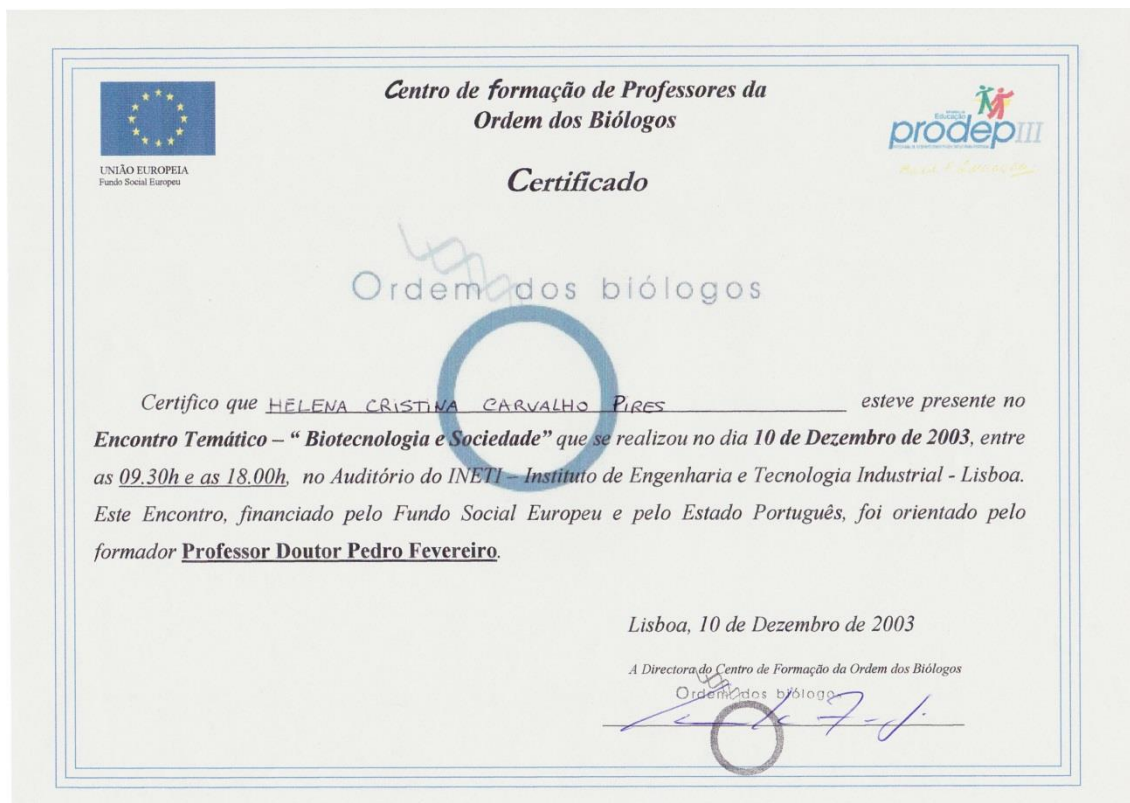 Centro de formação de Professores da
Ordem dos Biólogos
UNIÃO EUROPEIA
Fundo Social Europeu
Educação
prodep III
Certificado
Ordem dos biólogos
Certifico que HELENA CRISTINA CARVALHO PIRES esteve presente no
Encontro Temático – “ Biotecnologia e Sociedade” que se realizou no dia 10 de Dezembro de 2003, entre
as 09.30h e as 18.00h, no Auditório do INETI – Instituto de Engenharia e Tecnologia Industrial - Lisboa.
Este Encontro, financiado pelo Fundo Social Europeu e pelo Estado Português, foi orientado pelo
formador Professor Doutor Pedro Fevereiro.
Lisboa, 10 de Dezembro de 2003
A Directora do Centro de Formação da Ordem dos Biólogos
Ordem dos biólogos